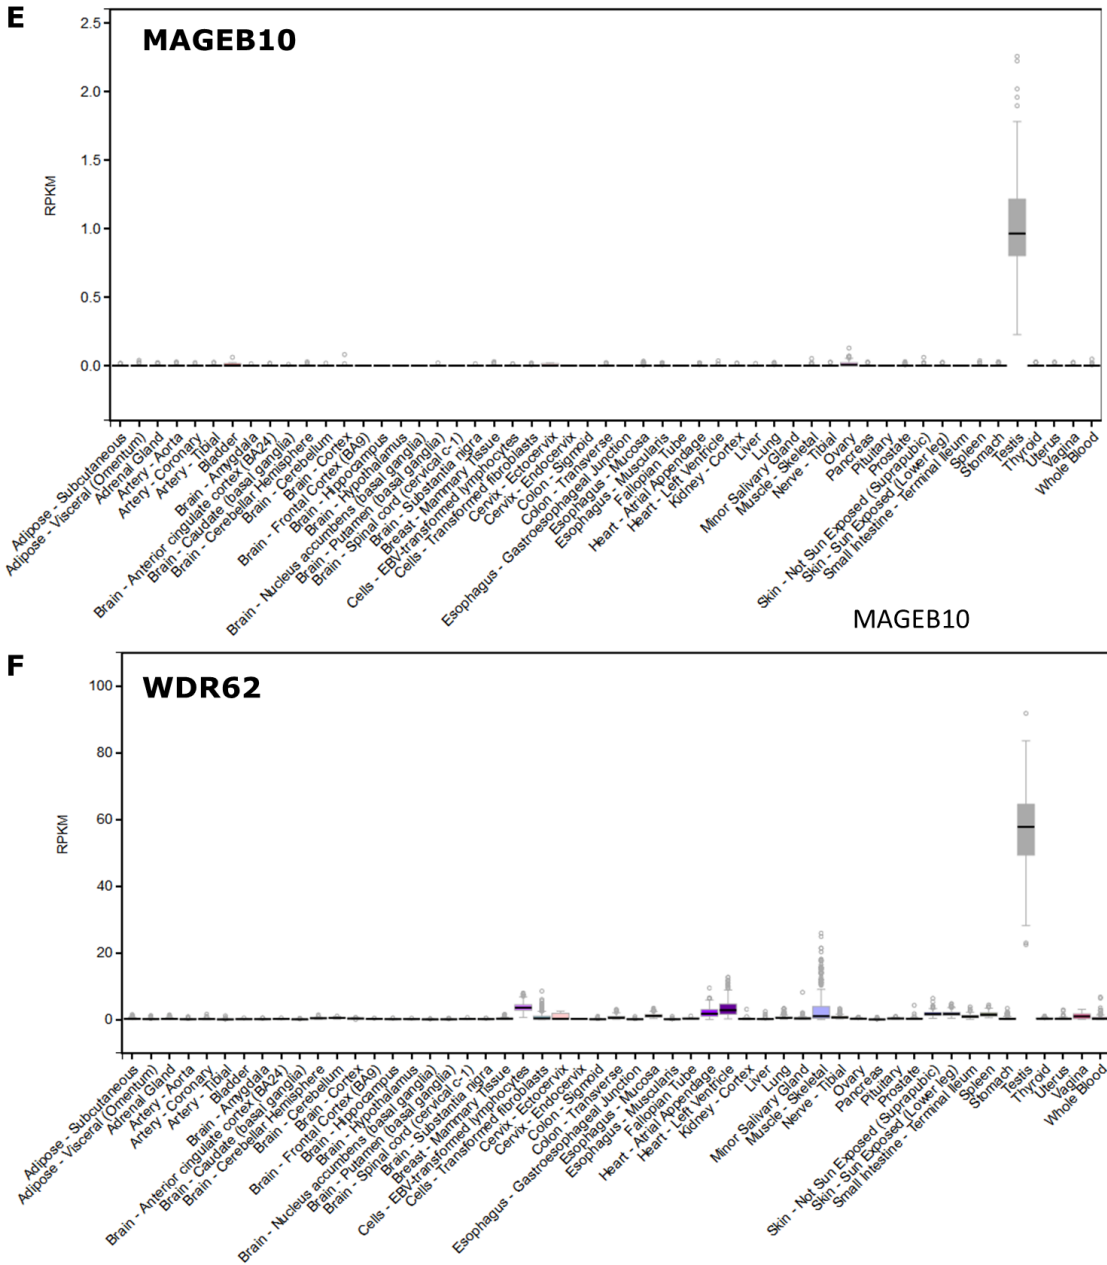 E
MAGEB10
RPKM
2.5
2.0
1.5
1.0
0.5
0.0
Adipose - Subcutaneous
Adipose - Visceral (Omentum)
Adrenal Gland
Artery - Aorta
Artery - Coronary
Artery - Tibial
Bladder
Brain - Amygdala
Brain - Anterior cingulate cortex (BA24)
Brain - Caudate (basal ganglia)
Brain - Cerebellar Hemisphere
Brain - Cerebellum
Brain - Cortex
Brain - Frontal Cortex (BA9)
Brain - Hippocampus
Brain - Hypothalamus
Brain - Nucleus accumbens (basal ganglia)
Brain - Putamen (basal ganglia)
Brain - Spinal cord (cervical c-1)
Brain - Substantia nigra
Breast - Mammary Tissue
Cells - EBV-transformed lymphocytes
Cells - Transformed fibroblasts
Cervix - Ectocervix
Cervix - Endocervix
Colon - Sigmoid
Colon - Transverse
Esophagus - Gastroesophageal Junction
Esophagus - Mucosa
Esophagus - Muscularis
Fallopian Tube
Heart - Atrial Appendage
Heart - Left Ventricle
Kidney - Cortex
Liver
Lung
Minor Salivary Gland
Muscle - Skeletal
Nerve - Tibial
Ovary
Pancreas
Pituitary
Prostate
Skin - Not Sun Exposed (Suprapubic)
Skin - Sun Exposed (Lower leg)
Small Intestine - Terminal Ileum
Spleen
Stomach
Testis
Thyroid
Uterus
Vagina
Whole Blood
MAGEB10
F
WDR62
RPKM
100
80
60
40
20
0
Adipose - Subcutaneous
Adipose - Visceral (Omentum)
Adrenal Gland
Artery - Aorta
Artery - Coronary
Artery - Tibial
Bladder
Brain - Amygdala
Brain - Anterior cingulate cortex (BA24)
Brain - Caudate (basal ganglia)
Brain - Cerebellar Hemisphere
Brain - Cerebellum
Brain - Cortex
Brain - Frontal Cortex (BA9)
Brain - Hippocampus
Brain - Hypothalamus
Brain - Nucleus accumbens (basal ganglia)
Brain - Putamen (basal ganglia)
Brain - Spinal cord (cervical c-1)
Brain - Substantia nigra
Breast - Mammary Tissue
Cells - EBV-transformed lymphocytes
Cells - Transformed fibroblasts
Cervix - Ectocervix
Cervix - Endocervix
Colon - Sigmoid
Colon - Transverse
Esophagus - Gastroesophageal Junction
Esophagus - Mucosa
Esophagus - Muscularis
Fallopian Tube
Heart - Atrial Appendage
Heart - Left Ventricle
Kidney - Cortex
Liver
Lung
Minor Salivary Gland
Muscle - Skeletal
Nerve - Tibial
Ovary
Pancreas
Pituitary
Prostate
Skin - Not Sun Exposed (Suprapubic)
Skin - Sun Exposed (Lower leg)
Small Intestine - Terminal Ileum
Spleen
Stomach
Testis
Thyroid
Uterus
Vagina
Whole Blood